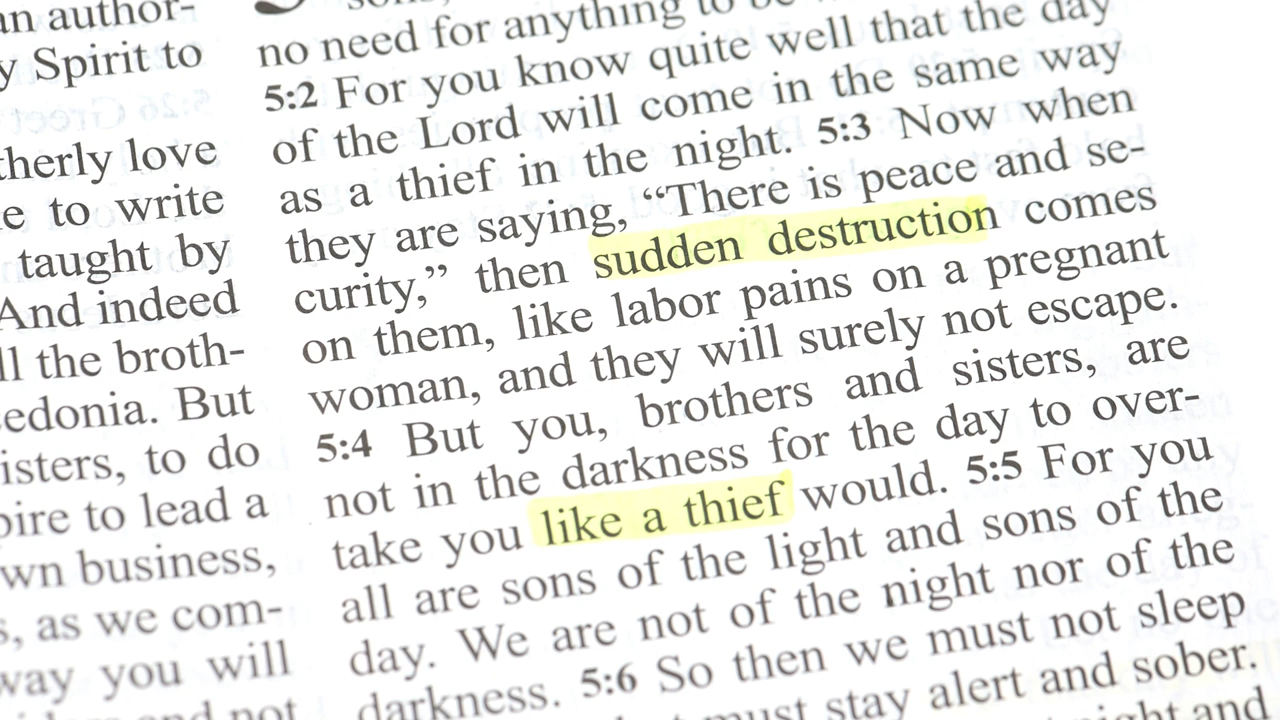 an author-
y Spirit to
therly love
e to write
taught by
And indeed
ll the broth-
cedonia. But
isters, to do
pire to lead a
wn business,
s, as we com-
way you will
and not
no need for anything to be
5:2 For you know quite well that the day
of the Lord will come in the same way
as a thief in the night. 5:3 Now when
they are saying, “There is peace and se-
curity,” then sudden destruction comes
on them, like labor pains on a pregnant
woman, and they will surely not escape.
5:4 But you, brothers and sisters, are
not in the darkness for the day to over-
take you like a thief would. 5:5 For you
all are sons of the light and sons of the
day. We are not of the night nor of the
darkness. 5:6 So then we must not sleep
must stay alert and sober.
night and